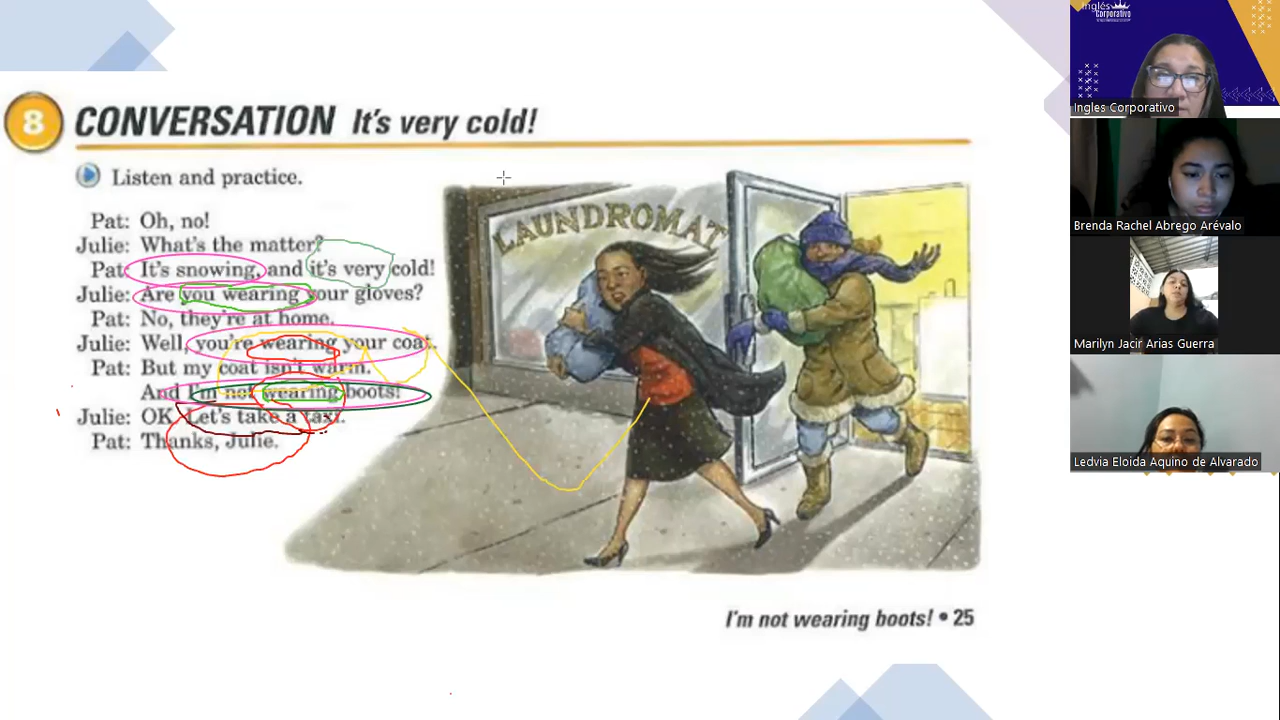 8 CONVERSATION It's very cold!
Listen and practice.
Pat: Oh, no!
Julie: What's the matter?
Pat: It's snowing, and it's very cold!
Julie: Are you wearing your gloves?
Pat: No, they're at home.
Julie: Well, you're wearing your coat.
Pat: But my coat isn't warm.
And I'm not wearing boots!
Julie: OK. Let's take a taxi.
Pat: Thanks, Julie.
LAUNDROMAT
I'm not wearing boots! • 25
Inglés
Corporativo
Ingles Corporativo
Brenda Rachel Abrego Arévalo
Marilyn Jacir Arias Guerra
Ledvia Eloida Aquino de Alvarado